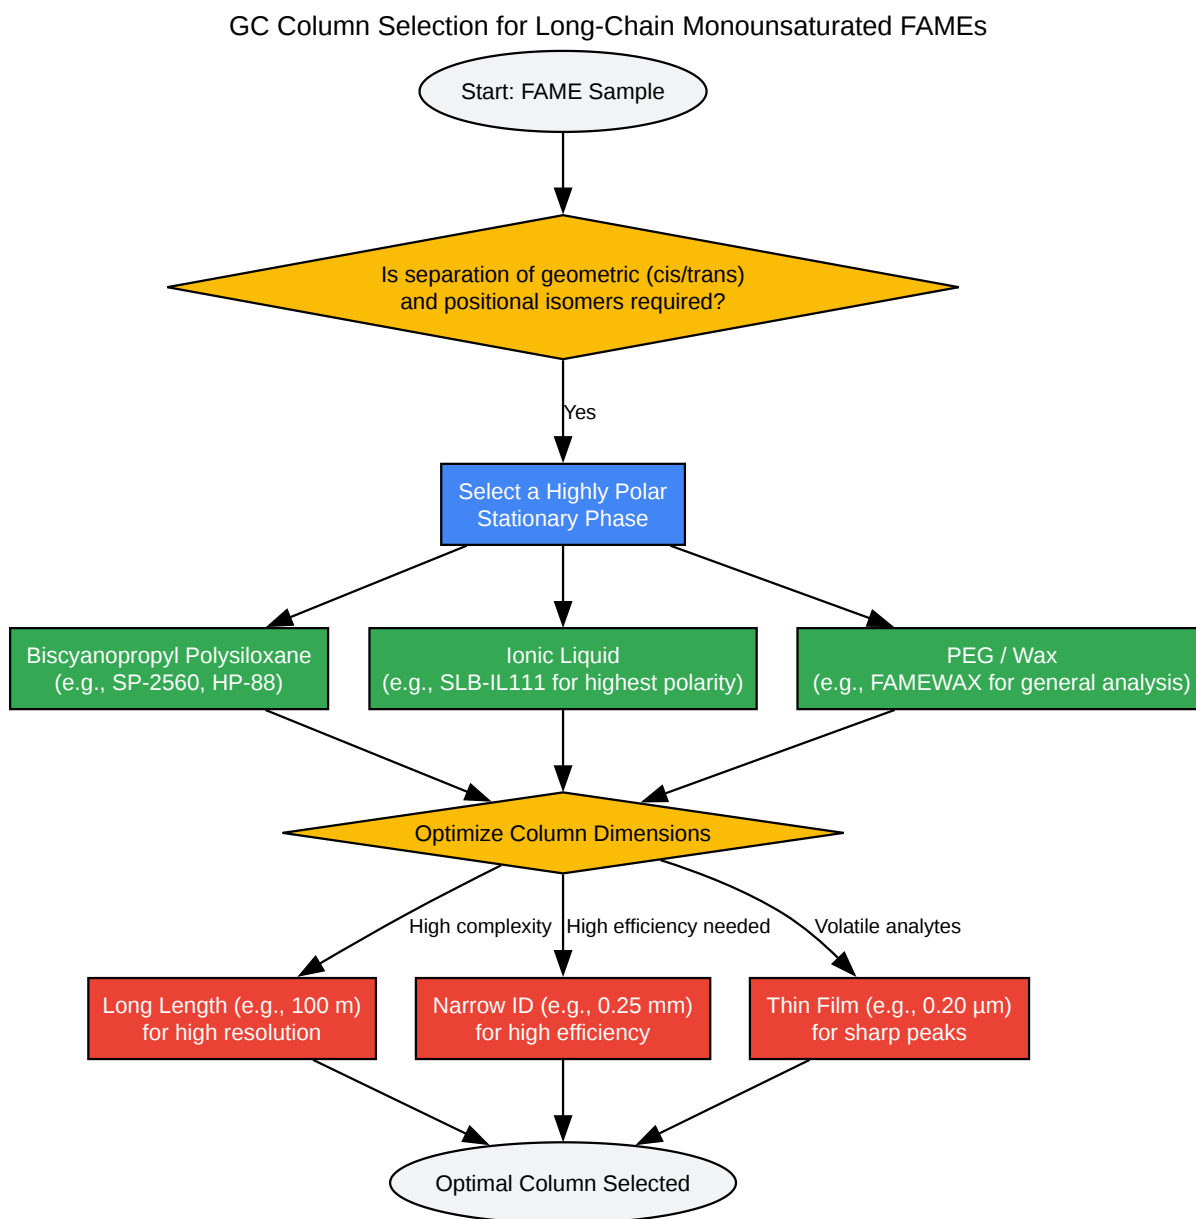 GC Column Selection for Long-Chain Monounsaturated FAMEs
Start: FAME Sample
Is separation of geometric (cis/trans)
and positional isomers required?
Yes
Select a Highly Polar
Stationary Phase
Biscyanopropyl Polysiloxane
(e.g., SP-2560, HP-88)
Ionic Liquid
(e.g., SLB-IL111 for highest polarity)
PEG / Wax
(e.g., FAMEWAX for general analysis)
Optimize Column Dimensions
High complexity
High efficiency needed
Volatile analytes
Long Length (e.g., 100 m)
for high resolution
Narrow ID (e.g., 0.25 mm)
for high efficiency
Thin Film (e.g., 0.20 µm)
for sharp peaks
Optimal Column Selected